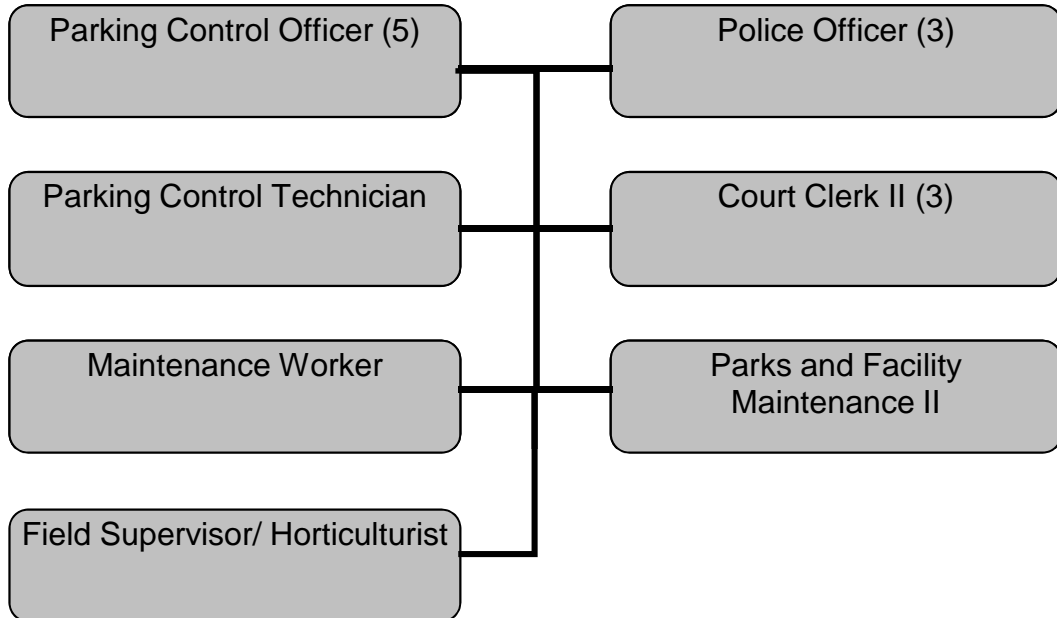 Parking Control Officer (5)
Police Officer (3)
Parking Control Technician
Court Clerk II (3)
Maintenance Worker
Parks and Facility
Maintenance II
Field Supervisor/ Horticulturist